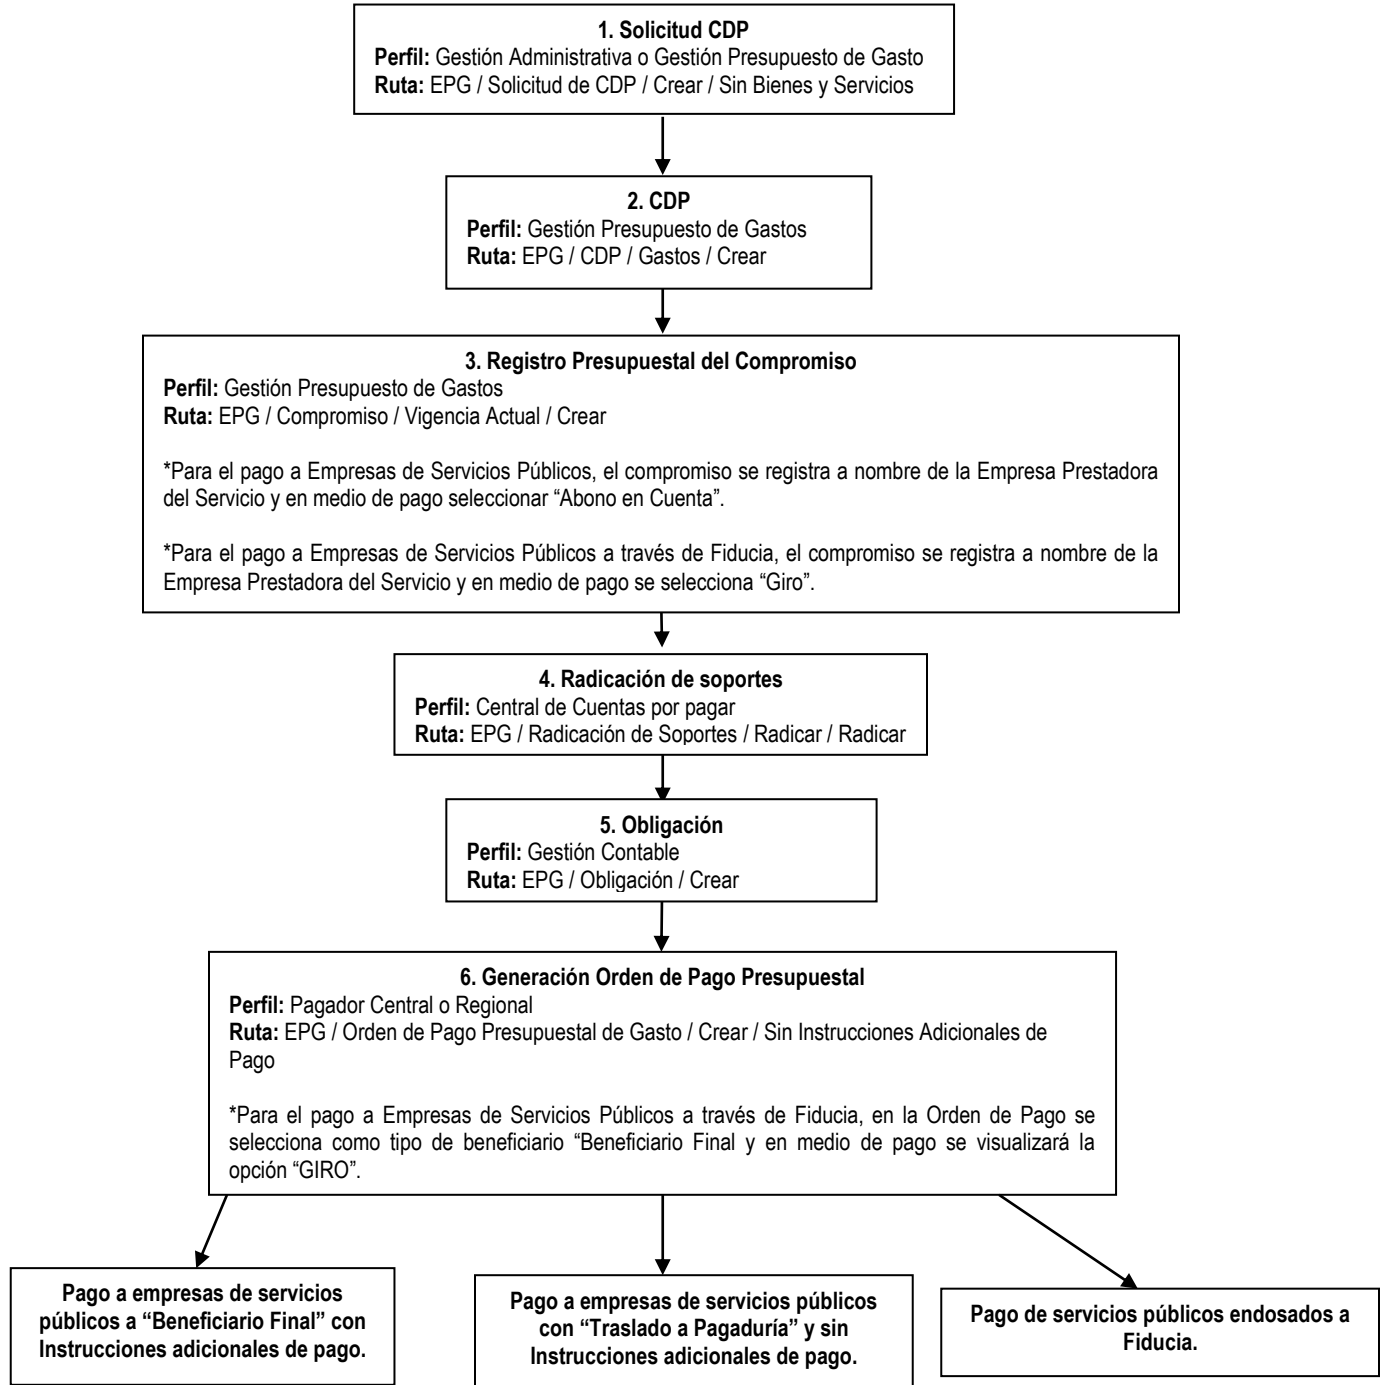 1. Solicitud CDP
Perfil: Gestión Administrativa o Gestión Presupuesto de Gasto
Ruta: EPG / Solicitud de CDP / Crear / Sin Bienes y Servicios
2. CDP
Perfil: Gestión Presupuesto de Gastos
Ruta: EPG / CDP / Gastos / Crear
3. Registro Presupuestal del Compromiso
Perfil: Gestión Presupuesto de Gastos
Ruta: EPG / Compromiso / Vigencia Actual / Crear
*Para el pago a Empresas de Servicios Públicos, el compromiso se registra a nombre de la Empresa Prestadora
del Servicio y en medio de pago seleccionar “Abono en Cuenta”.
*Para el pago a Empresas de Servicios Públicos a través de Fiducia, el compromiso se registra a nombre de la
Empresa Prestadora del Servicio y en medio de pago se selecciona “Giro”.
4. Radicación de soportes
Perfil: Central de Cuentas por pagar
Ruta: EPG / Radicación de Soportes / Radicar / Radicar
5. Obligación
Perfil: Gestión Contable
Ruta: EPG / Obligación / Crear
6. Generación Orden de Pago Presupuestal
Perfil: Pagador Central o Regional
Ruta: EPG / Orden de Pago Presupuestal de Gasto / Crear / Sin Instrucciones Adicionales de
Pago
*Para el pago a Empresas de Servicios Públicos a través de Fiducia, en la Orden de Pago se
selecciona como tipo de beneficiario “Beneficiario Final y en medio de pago se visualizará la
opción “GIRO”.
Pago a empresas de servicios
públicos a “Beneficiario Final” con
Instrucciones adicionales de pago.
Pago a empresas de servicios públicos
con “Traslado a Pagaduría” y sin
Instrucciones adicionales de pago.
Pago de servicios públicos endosados a
Fiducia.